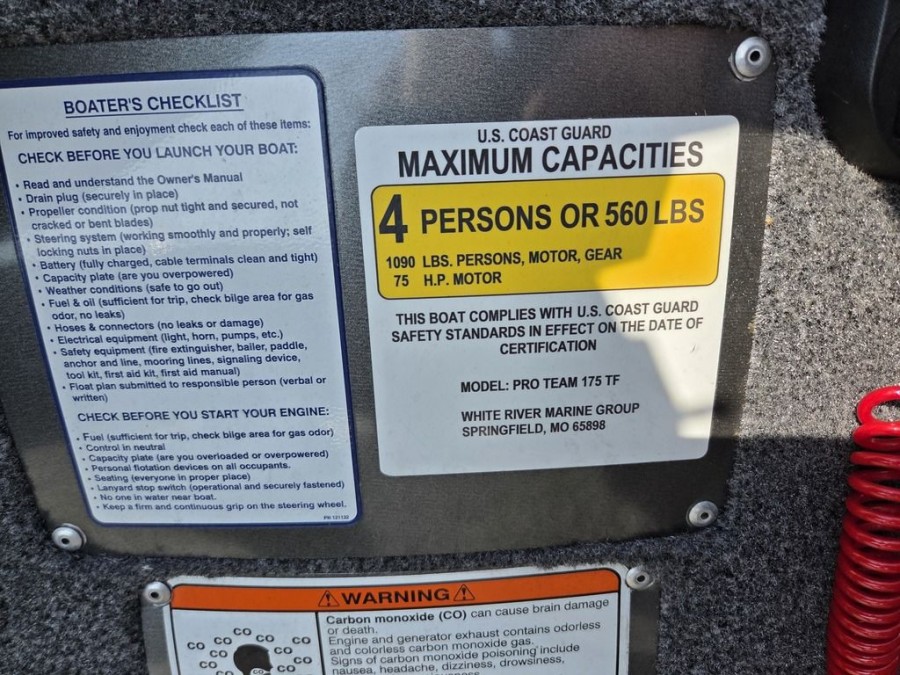 BOATER'S CHECKLIST
For improved safety and enjoyment check each of these items:
CHECK BEFORE YOU LAUNCH YOUR BOAT:
• Read and understand the Owner's Manual
• Drain plug (securely in place)
• Propeller condition (prop nut tight and secured, not
cracked or bent blades)
• Steering system (working smoothly and properly; self
locking nuts in place)
• Battery (fully charged, cable terminals clean and tight)
• Capacity plate (are you overpowered)
• Weather conditions (safe to go out)
• Fuel & oil (sufficient for trip, check bilge area for gas
odor, no leaks)
• Hoses & connectors (no leaks or damage)
• Electrical equipment (light, horn, pumps, etc.)
• Safety equipment (fire extinguisher, bailer, paddle,
anchor and line, mooring lines, signaling device,
tool kit, first aid kit, first aid manual)
• Float plan submitted to responsible person (verbal or
written)
CHECK BEFORE YOU START YOUR ENGINE:
• Fuel (sufficient for trip, check bilge area for gas odor)
• Control in neutral
• Capacity plate (are you overloaded or overpowered)
• Personal flotation devices on all occupants.
• Seating (everyone in proper place)
• Lanyard stop switch (operational and securely fastened)
• No one in water near boat.
• Keep a firm and continuous grip on the steering wheel.
U.S. COAST GUARD
MAXIMUM CAPACITIES
4 PERSONS OR 560 LBS
1090 LBS. PERSONS, MOTOR, GEAR
75 H.P. MOTOR
THIS BOAT COMPLIES WITH U.S. COAST GUARD
SAFETY STANDARDS IN EFFECT ON THE DATE OF
CERTIFICATION
MODEL: PRO TEAM 175 TF
WHITE RIVER MARINE GROUP
SPRINGFIELD, MO 65898
WARNING
CO CO CO CO CO CO CO CO CO CO
Carbon monoxide (CO) can cause brain damage
or death.
Engine and generator exhaust contains odorless
and colorless carbon monoxide gas.
Signs of carbon monoxide poisoning include
nausea, headache, dizziness, drowsiness,